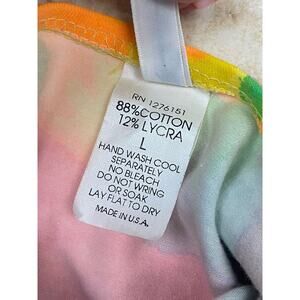 RN 1276151
88% COTTON
12% LYCRA
L
HAND WASH COOL
SEPARATELY
NO BLEACH
DO NOT WRING
OR SOAK
LAY FLAT TO DRY
MADE IN U.S.A.